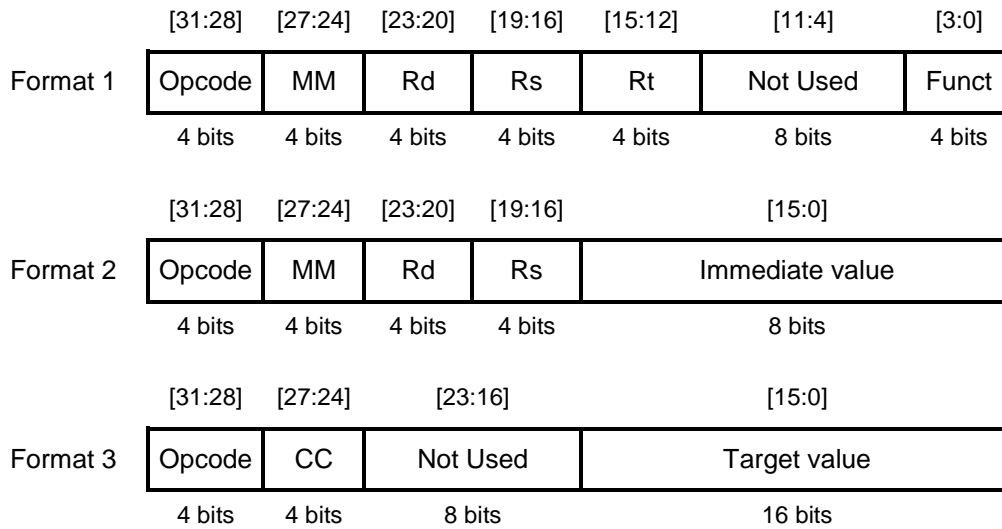 [31:28] [27:24] [23:20] [19:16] [15:12] [11:4] [3:0]
Format 1 Opcode MM Rd Rs Rt Not Used Funct
4 bits 4 bits 4 bits 4 bits 4 bits 8 bits 4 bits
[31:28] [27:24] [23:20] [19:16] [15:0]
Format 2 Opcode MM Rd Rs Immediate value
4 bits 4 bits 4 bits 4 bits 8 bits
[31:28] [27:24] [23:16] [15:0]
Format 3 Opcode CC Not Used Target value
4 bits 4 bits 8 bits 16 bits